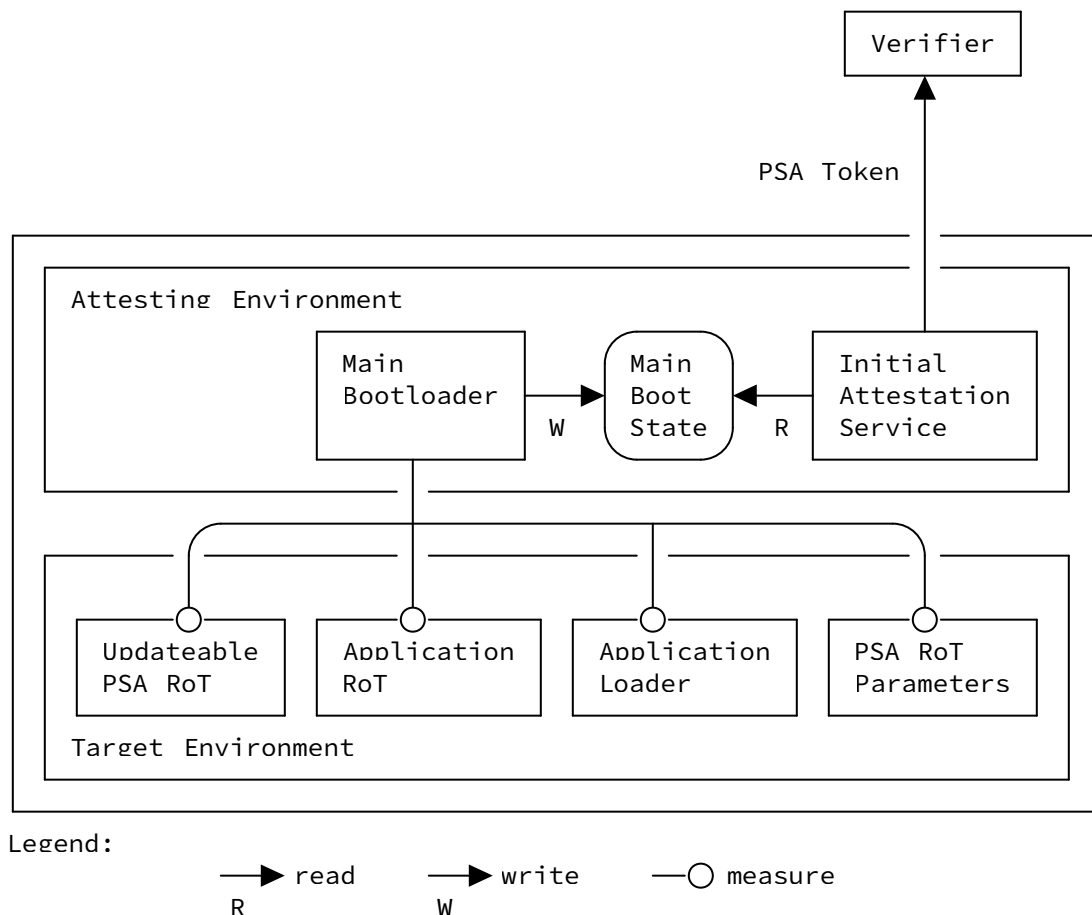 Verifier
PSA Token
Attesting Environment
Main
Bootloader
W
Main
Boot
State
R
Initial
Attestation
Service
Updateable
PSA RoT
Application
RoT
Application
Loader
PSA RoT
Parameters
Target Environment
Legend:
read
write
measure
R
W